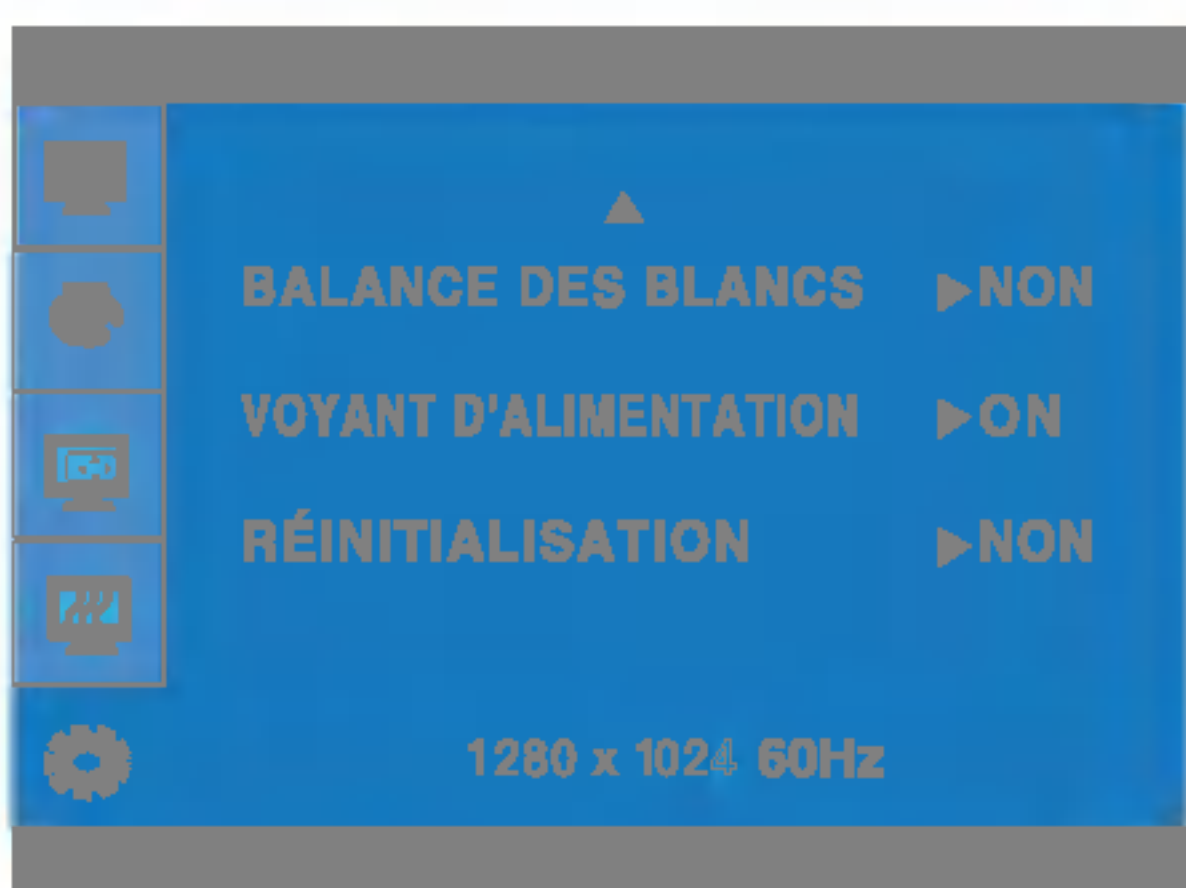 BALANCE DES BLANCS ▶NON
VOYANT D'ALIMENTATION ▶ON
RÉINITIALISATION ▶NON
1280 x 1024 60Hz